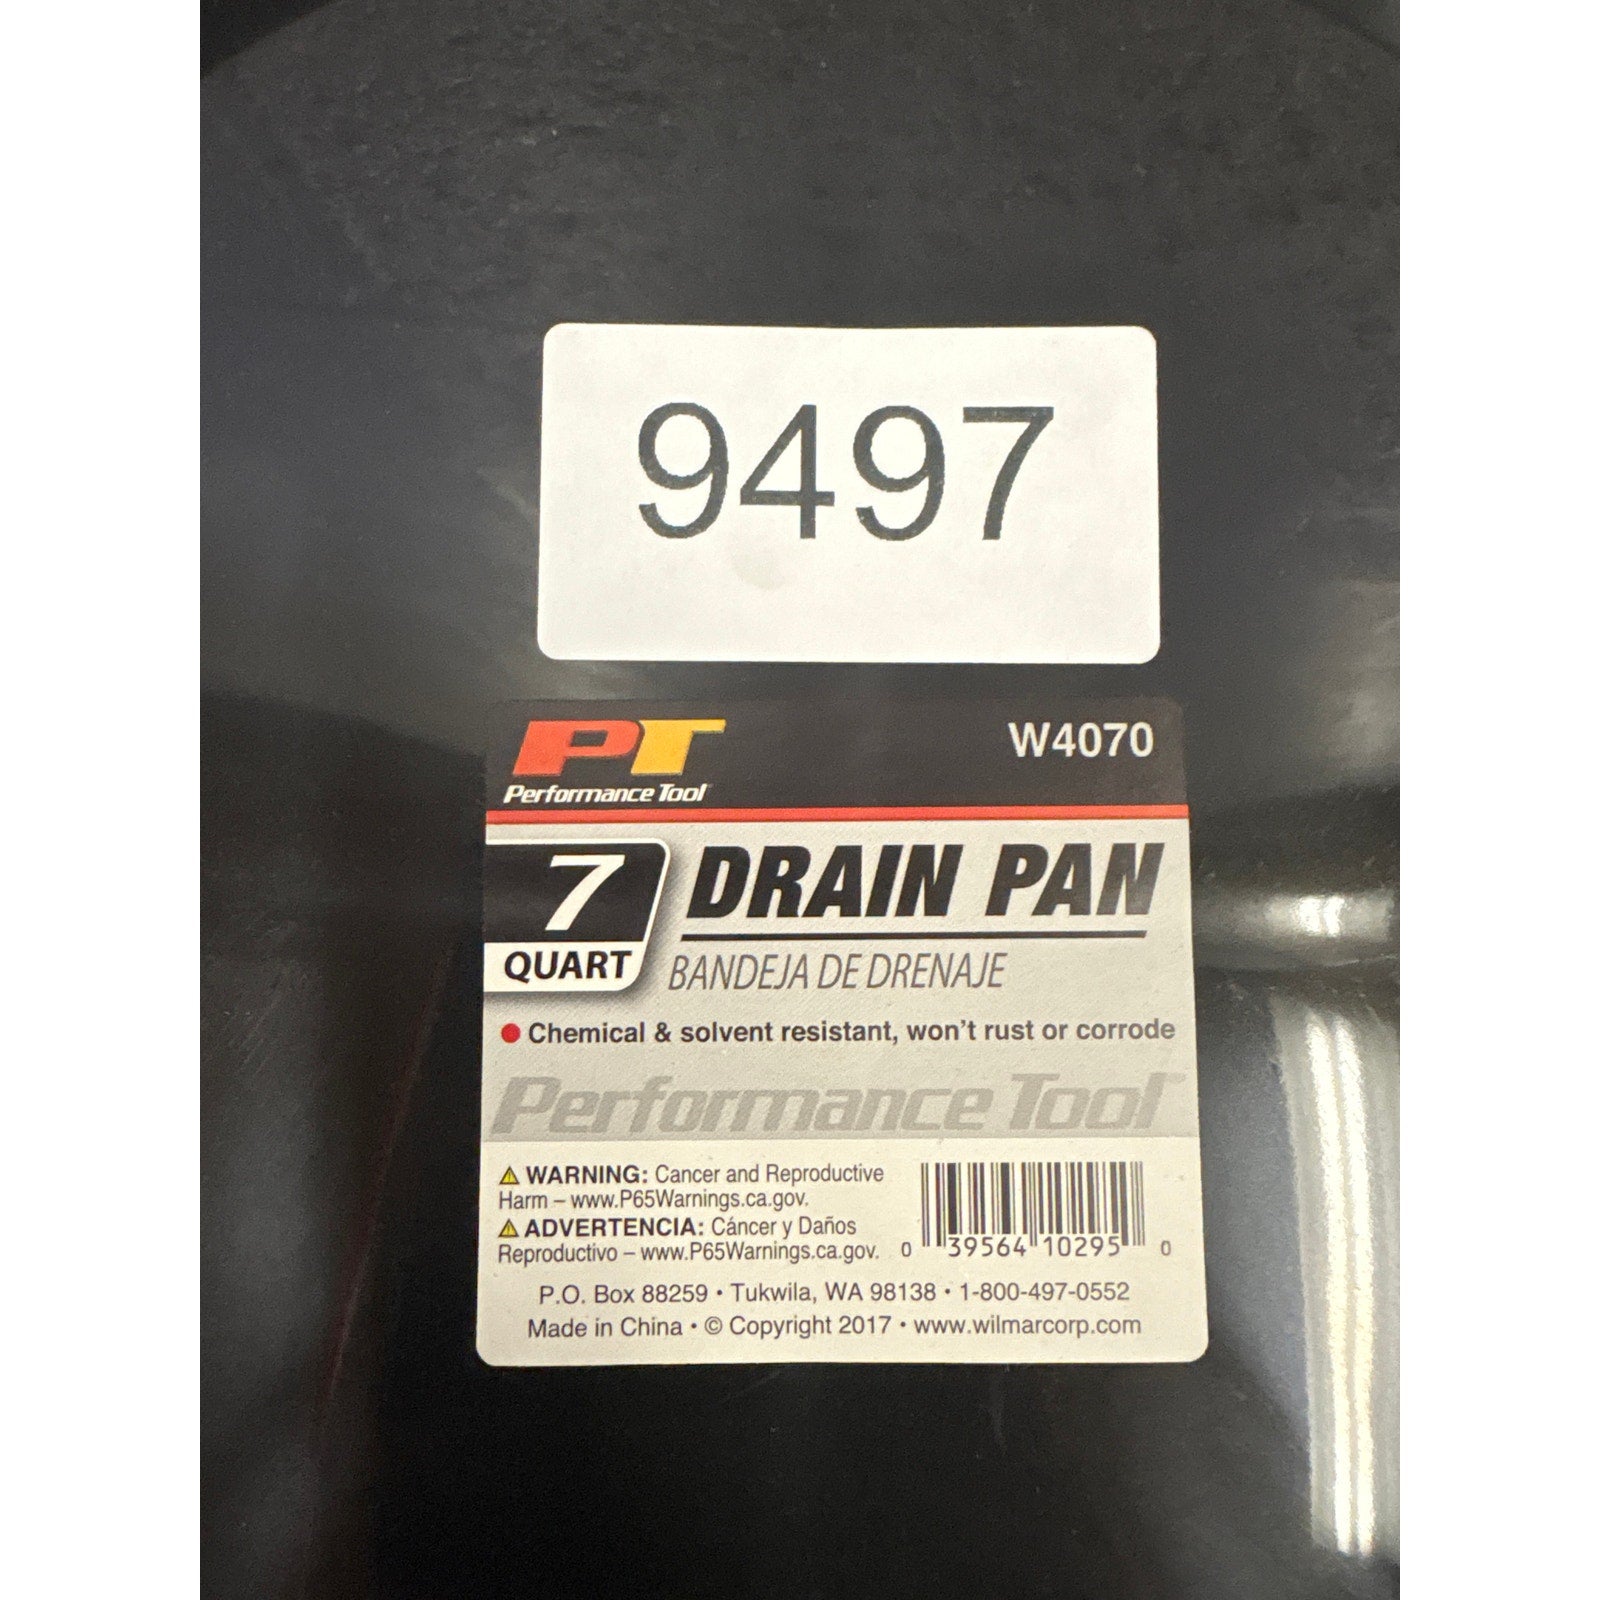 9497
PT
Performance Tool
W4070
7
QUART
DRAIN PAN
BANDEJA DE DRENAJE
● Chemical & solvent resistant, won't rust or corrode
Performance Tool
⚠ WARNING: Cancer and Reproductive
Harm – www.P65Warnings.ca.gov.
⚠ ADVERTENCIA: Cáncer y Daños
Reproductivo – www.P65Warnings.ca.gov.
0 39564 10295 0
P.O. Box 88259 • Tukwila, WA 98138 • 1-800-497-0552
Made in China • © Copyright 2017 • www.wilmarcorp.com